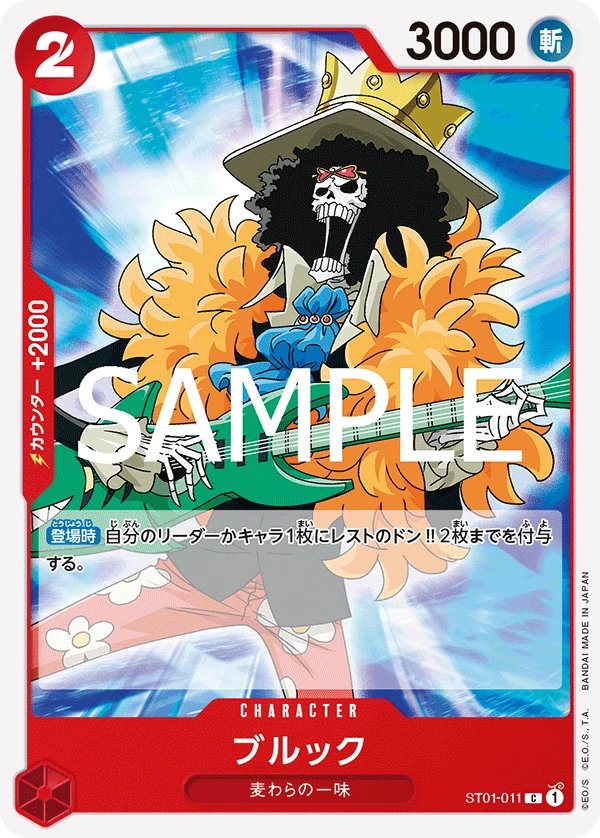 2
3000
斬
⚡カウンター +2000
SAMPLE
とうじょうじ じぶん まい まい ふよ
登場時 自分のリーダーかキャラ1枚にレストのドン!!2枚までを付与
する。
CHARACTER
ブルック
麦わらの一味
ST01-011 C 1
©E.O/S ©E.O./S., T.A. BANDAI MADE IN JAPAN